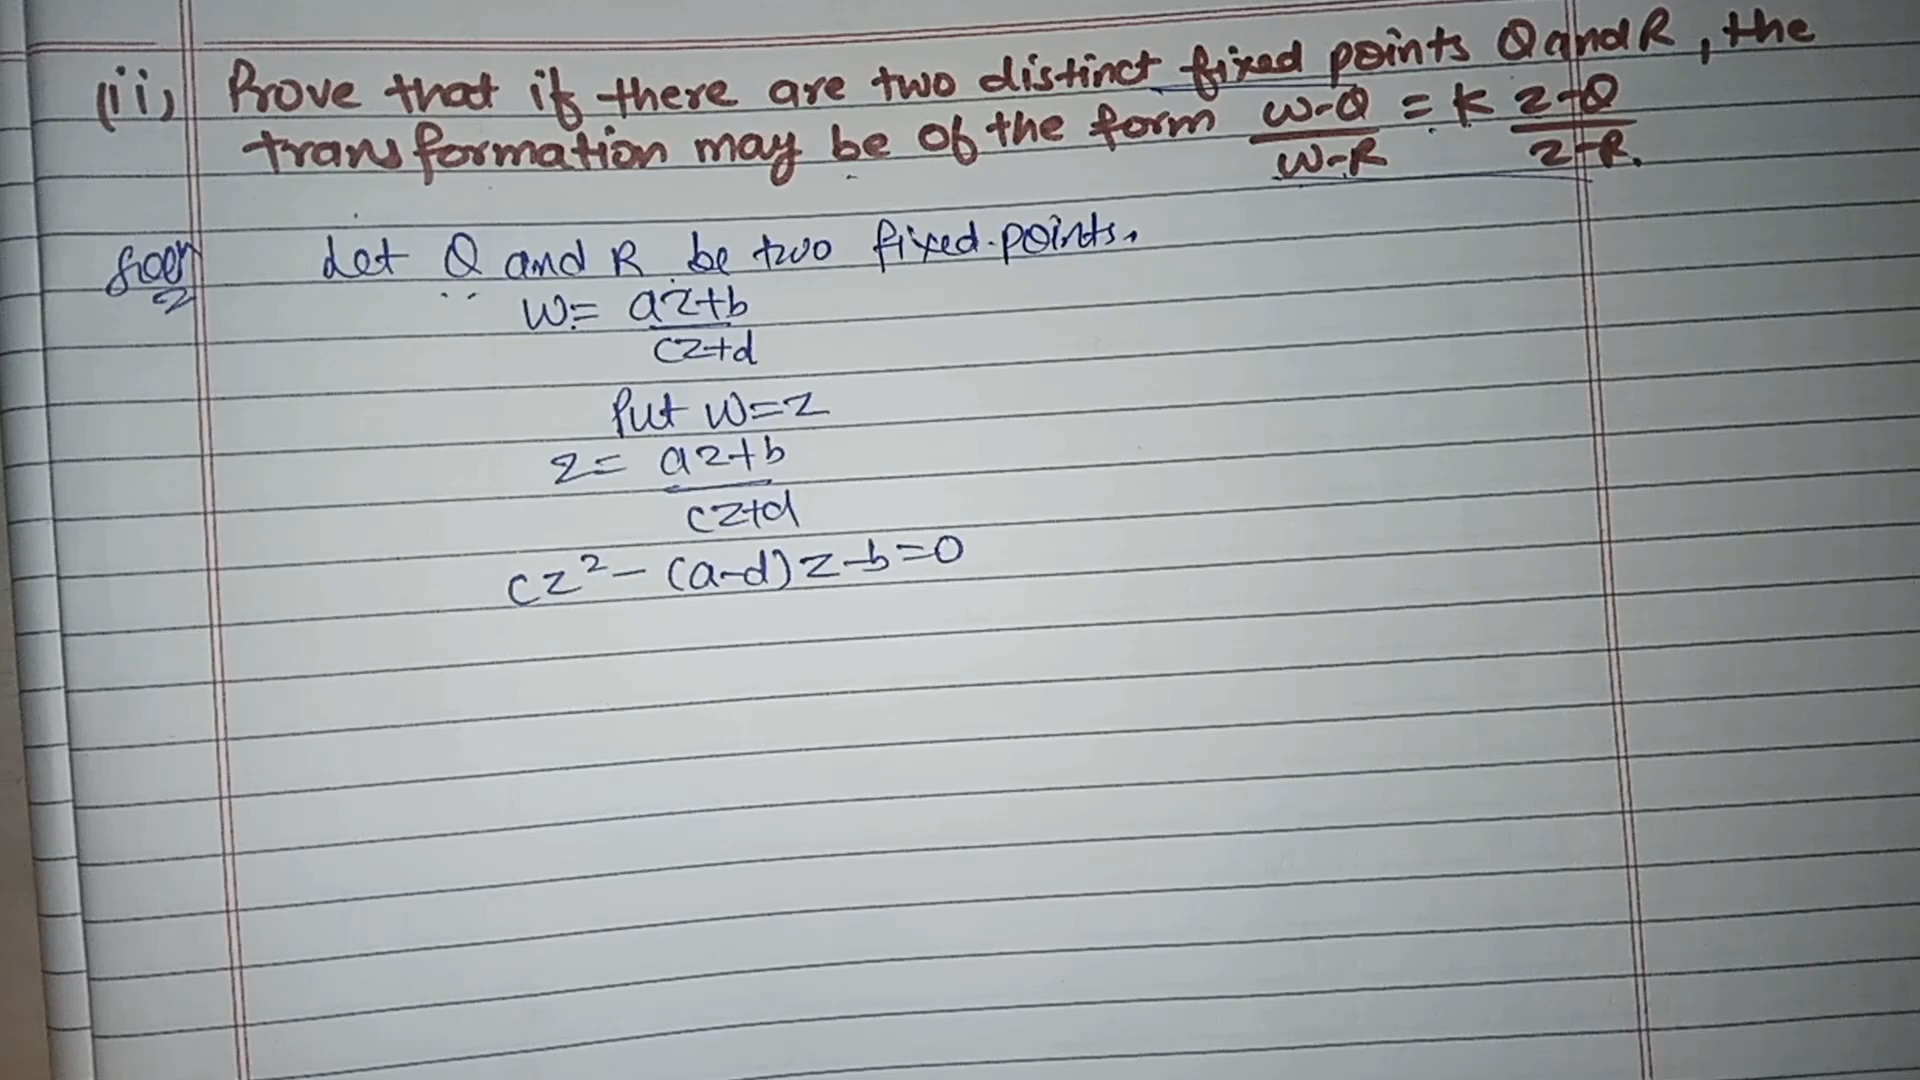 (ii) Prove that if there are two distinct fixed points Q and R, the
transformation may be of the form w-Q/w-R = k z-Q/z-R.
Soln Let Q and R be two fixed points.
w = az+b/cz+d
Put w=z
z = az+b/cz+d
cz²-(a-d)z-b=0